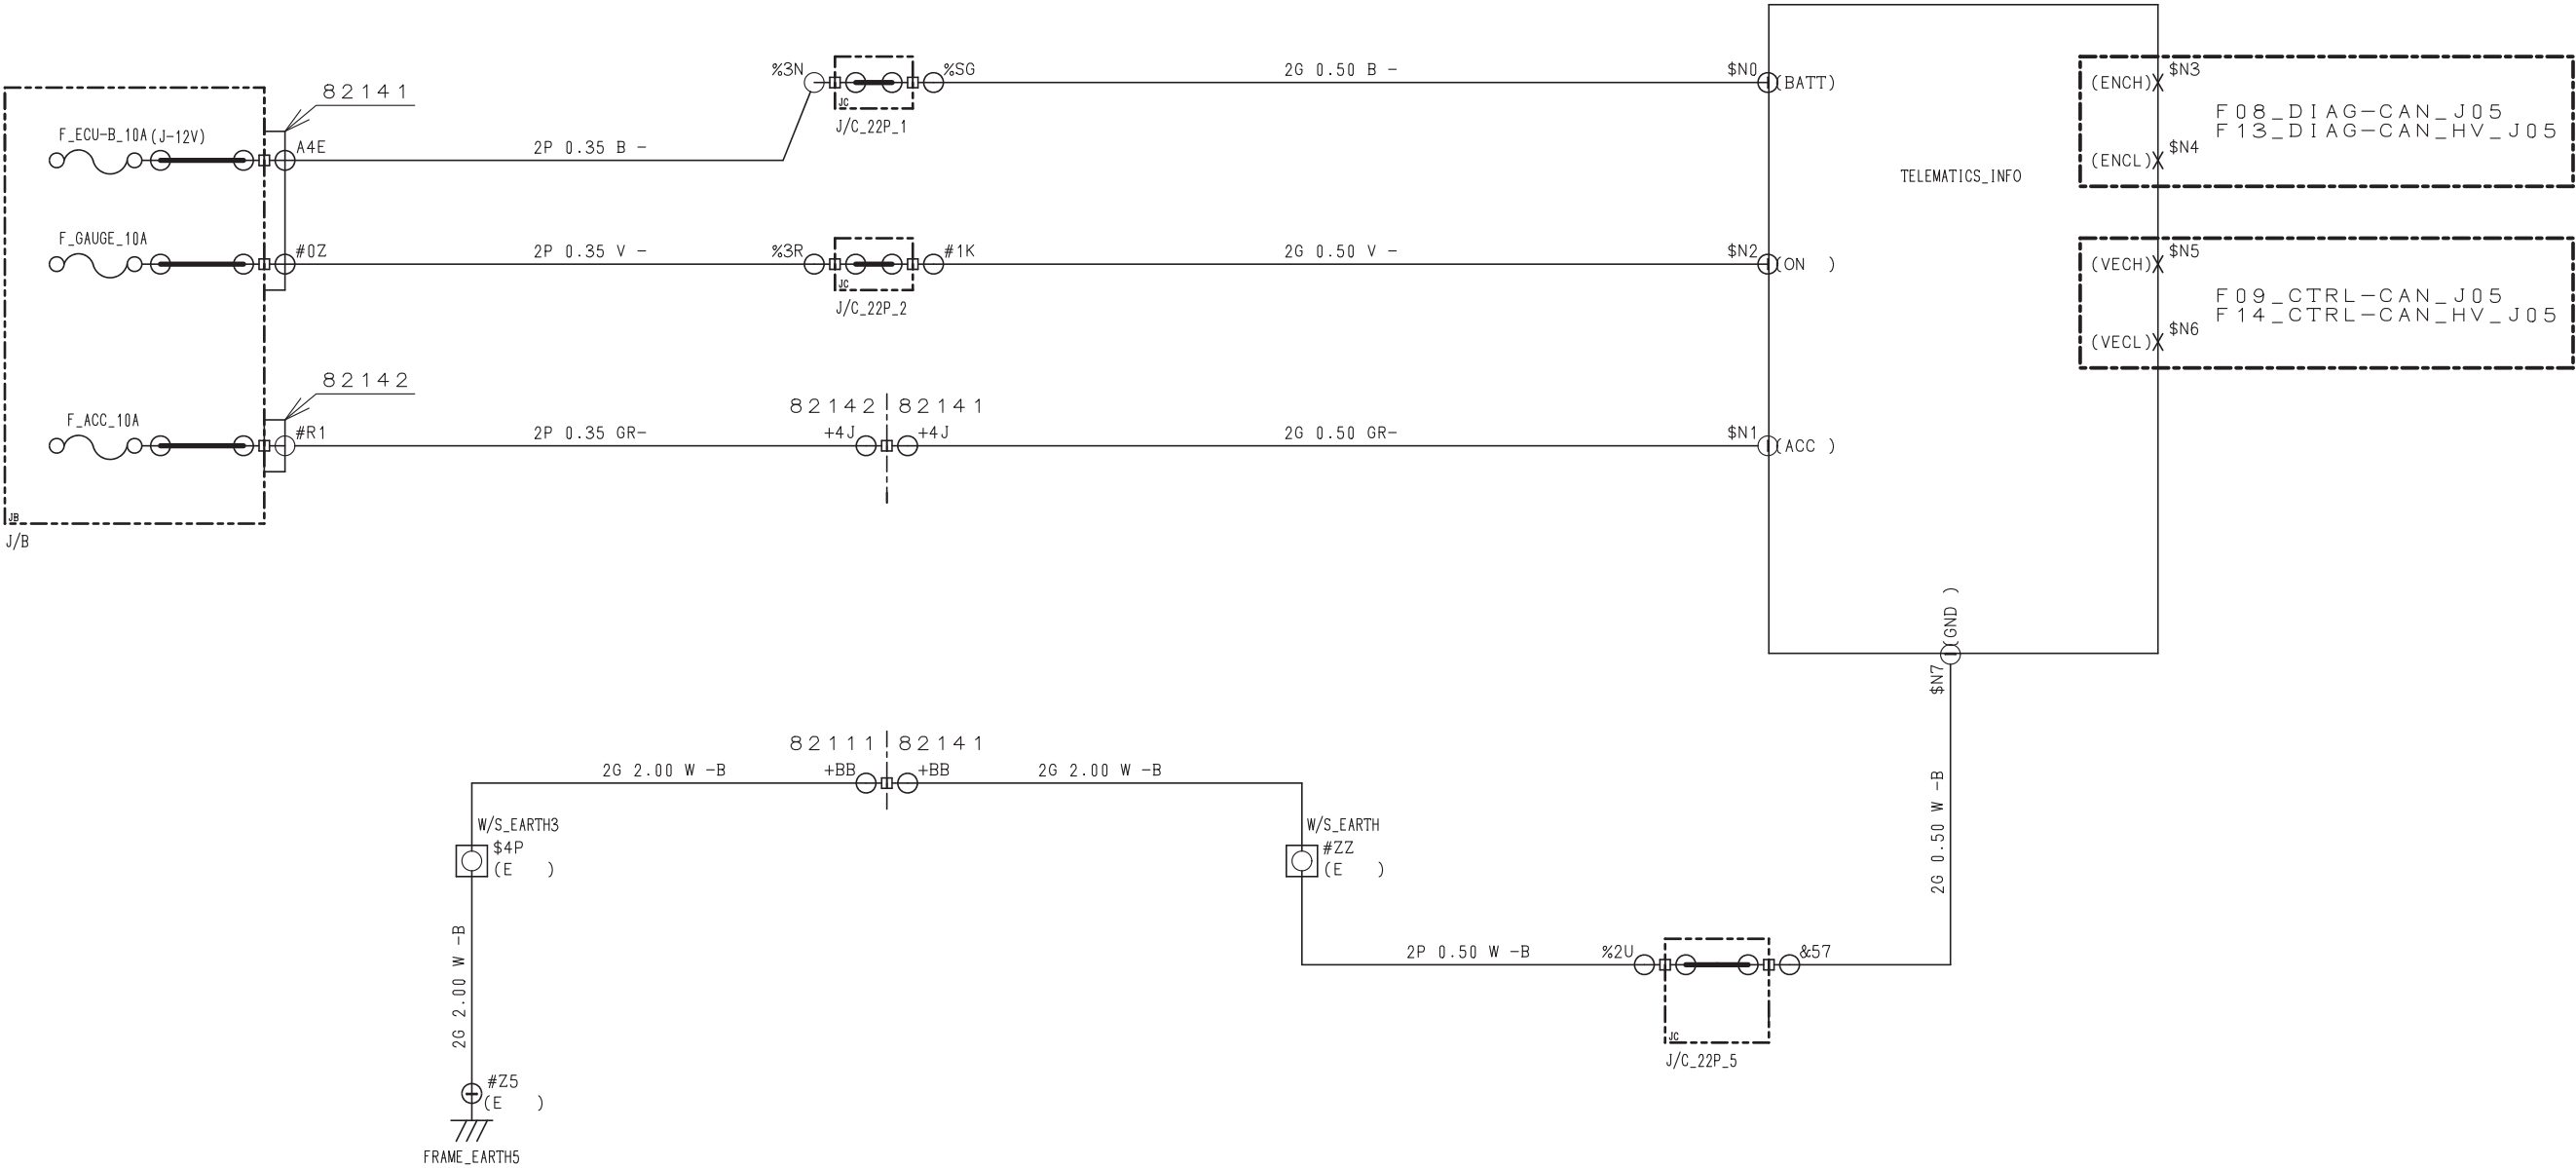 %3N
%SG
2G 0.50 B -
$N0
(BATT)
(ENCH)
$N3
JC
J/C_22P_1
82141
F08_DIAG-CAN_J05
F13_DIAG-CAN_HV_J05
F_ECU-B_10A(J-12V)
A4E
2P 0.35 B -
(ENCL)
$N4
TELEMATICS_INFO
F_GAUGE_10A
#0Z
2P 0.35 V -
%3R
#1K
2G 0.50 V -
$N2
(ON )
(VECH)
$N5
JC
J/C_22P_2
F09_CTRL-CAN_J05
F14_CTRL-CAN_HV_J05
(VECL)
$N6
82142
82142
82141
F_ACC_10A
#R1
2P 0.35 GR-
+4J
+4J
2G 0.50 GR-
$N1
(ACC )
JB
J/B
(GND )
$N7
82111
82141
2G 2.00 W -B
+BB
+BB
2G 2.00 W -B
2G 0.50 W -B
W/S_EARTH3
$4P
(E )
W/S_EARTH
#ZZ
(E )
2G 2.00 W -B
2P 0.50 W -B
%2U
&57
JC
J/C_22P_5
#Z5
(E )
FRAME_EARTH5